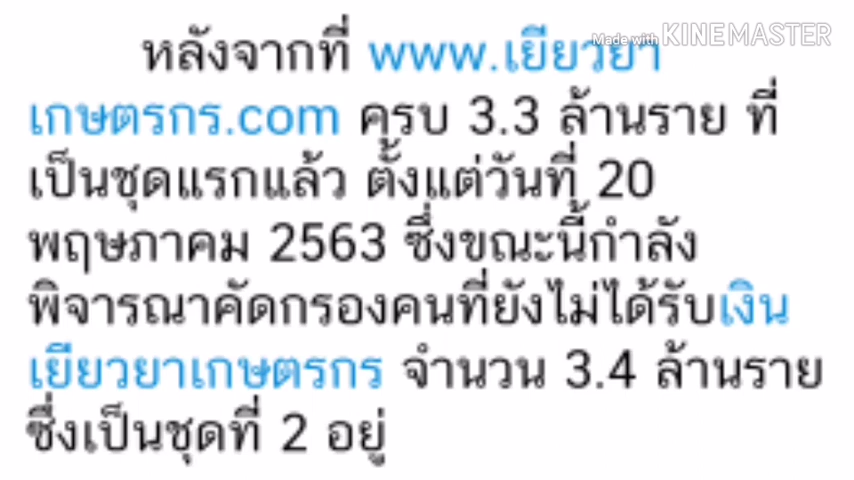 Made with KINEMASTER
หลังจากที่ www.เยียวยา
เกษตรกร.com ครบ 3.3 ล้านราย ที่
เป็นชุดแรกแล้ว ตั้งแต่วันที่ 20
พฤษภาคม 2563 ซึ่งขณะนี้กำลัง
พิจารณาคัดกรองคนที่ยังไม่ได้รับเงิน
เยียวยาเกษตรกร จำนวน 3.4 ล้านราย
ซึ่งเป็นชุดที่ 2 อยู่